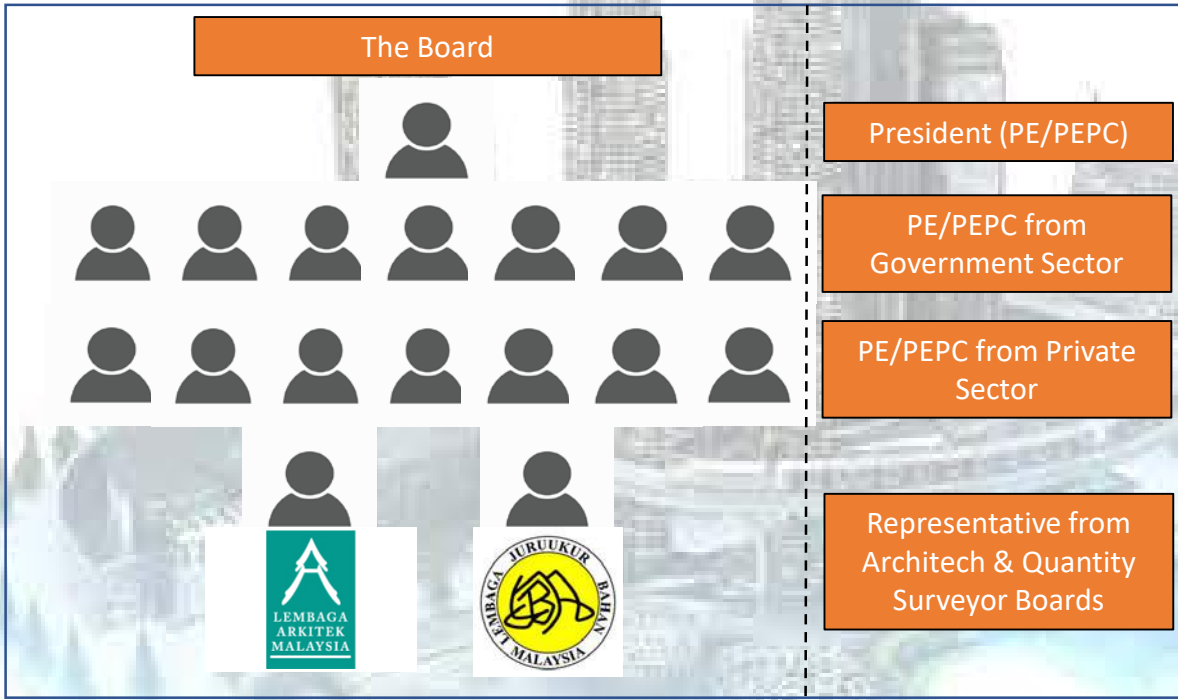 The Board
President (PE/PEPC)
PE/PEPC from
Government Sector
PE/PEPC from Private
Sector
Representative from
Architech & Quantity
Surveyor Boards
LEMBAGA
ARKITEK
MALAYSIA
LEMBAGA JURUUKUR BAHAN
MALAYSIA